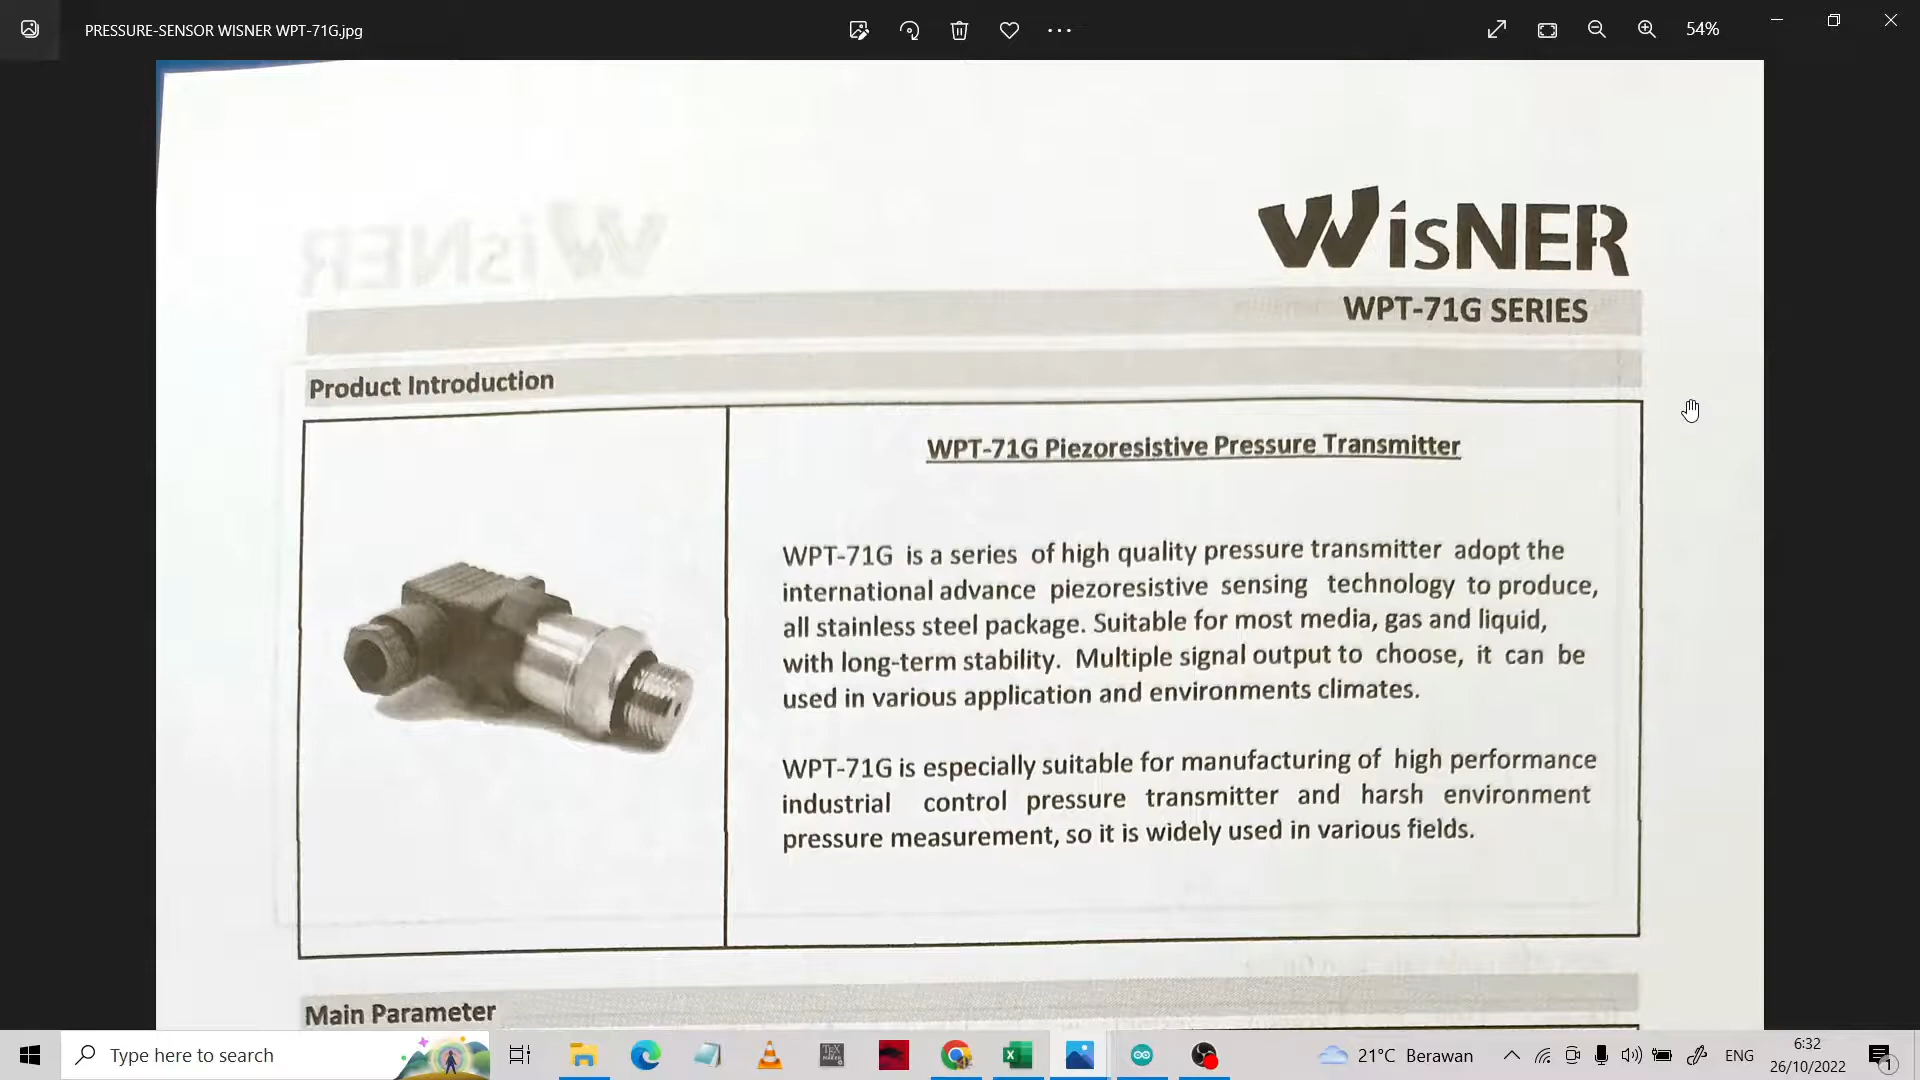 PRESSURE-SENSOR WISNER WPT-71G.jpg
54%
WisNER
WPT-71G SERIES
Product Introduction
WPT-71G Piezoresistive Pressure Transmitter
WPT-71G is a series of high quality pressure transmitter adopt the
international advance piezoresistive sensing technology to produce,
all stainless steel package. Suitable for most media, gas and liquid,
with long-term stability. Multiple signal output to choose, it can be
used in various application and environments climates.
WPT-71G is especially suitable for manufacturing of high performance
industrial control pressure transmitter and harsh environment
pressure measurement, so it is widely used in various fields.
Main Parameter
Type here to search
21°C Berawan
ENG
6:32
26/10/2022
1